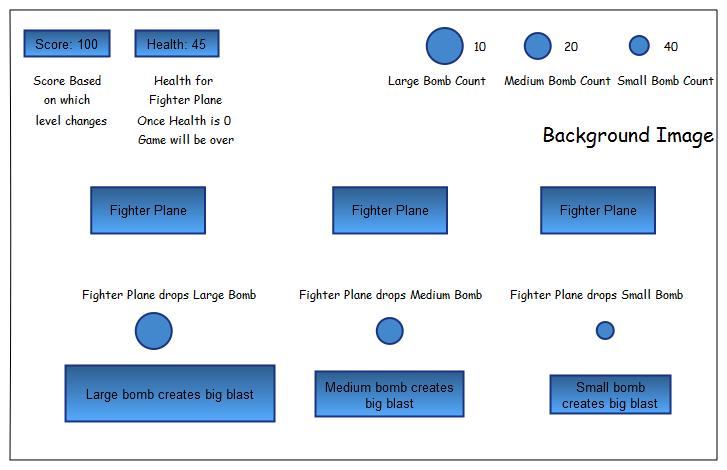 Score: 100
Health: 45
10
20
40
Large Bomb Count
Medium Bomb Count
Small Bomb Count
Score Based
on which
level changes
Health for
Fighter Plane
Once Health is 0
Game will be over
Background Image
Fighter Plane
Fighter Plane
Fighter Plane
Fighter Plane drops Large Bomb
Fighter Plane drops Medium Bomb
Fighter Plane drops Small Bomb
Large bomb creates big blast
Medium bomb creates
big blast
Small bomb
creates big blast